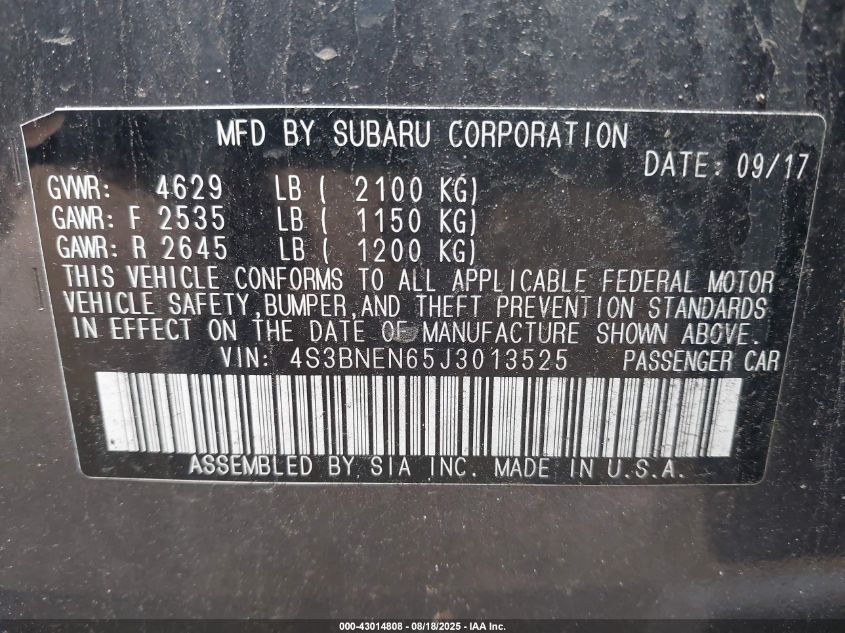 MFD BY SUBARU CORPORATION
DATE: 09/17
GVWR: 4629 LB ( 2100 KG)
GAWR: F 2535 LB ( 1150 KG)
GAWR: R 2645 LB ( 1200 KG)
THIS VEHICLE CONFORMS TO ALL APPLICABLE FEDERAL MOTOR
VEHICLE SAFETY,BUMPER,AND THEFT PREVENTION STANDARDS
IN EFFECT ON THE DATE OF MANUFACTURE SHOWN ABOVE.
VIN: 4S3BNEN65J3013525 PASSENGER CAR
ASSEMBLED BY SIA INC. MADE IN U.S.A.
000-43014808 - 08/18/2025 - IAA Inc.